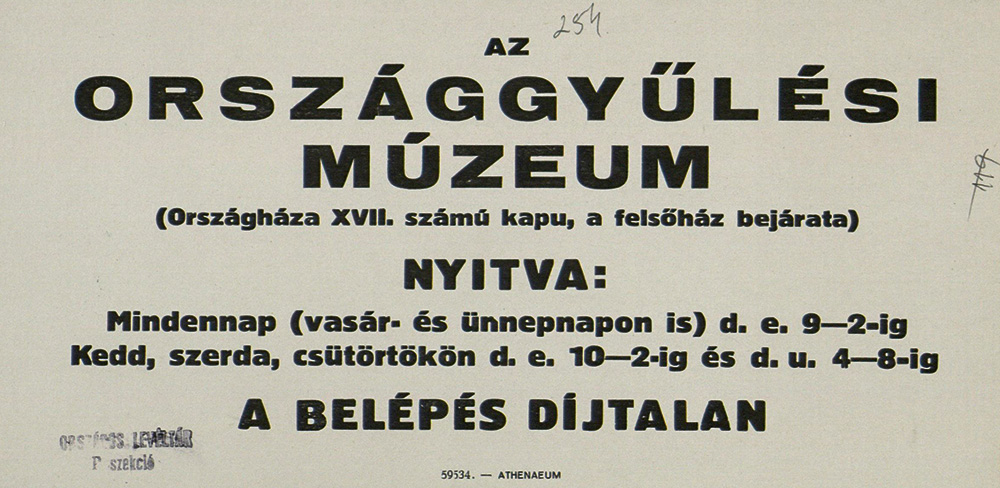 254
AZ
ORSZÁGGYŰLÉSI
MÚZEUM
(Országháza XVII. számú kapu, a felsőház bejárata)
NYITVA:
Mindennap (vasár- és ünnepnapon is) d. e. 9—2-ig
Kedd, szerda, csütörtökön d. e. 10—2-ig és d. u. 4—8-ig
A BELÉPÉS DÍJTALAN
LEVÉLTÁR
P szekció
59534. — ATHENAEUM